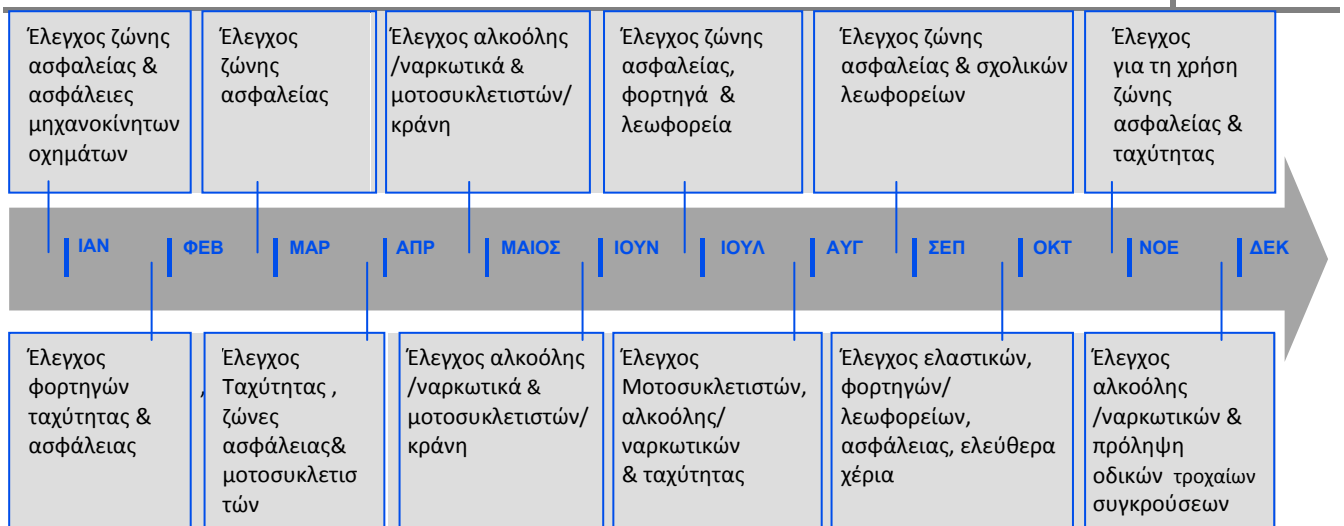 Έλεγχος ζώνης
ασφαλείας &
ασφάλειες
μηχανοκίνητων
οχημάτων
Έλεγχος
ζώνης
ασφαλείας
Έλεγχος αλκοόλης
/ναρκωτικά &
μοτοσυκλετιστών/
κράνη
Έλεγχος ζώνης
ασφαλείας,
φορτηγά &
λεωφορεία
Έλεγχος ζώνης
ασφαλείας & σχολικών
λεωφορείων
Έλεγχος
για τη χρήση
ζώνης
ασφαλείας &
ταχύτητας
ΙΑΝ ΦΕΒ ΜΑΡ ΑΠΡ ΜΑΙΟΣ ΙΟΥΝ ΙΟΥΛ ΑΥΓ ΣΕΠ ΟΚΤ ΝΟΕ ΔΕΚ
Έλεγχος
φορτηγών ,
ταχύτητας &
ασφάλειας
Έλεγχος
Ταχύτητας ,
ζώνες
ασφάλειας&
μοτοσυκλετισ
τών
Έλεγχος αλκοόλης
/ναρκωτικά &
μοτοσυκλετιστών/
κράνη
Έλεγχος
Μοτοσυκλετιστών,
αλκοόλης/
ναρκωτικών
& ταχύτητας
Έλεγχος ελαστικών,
φορτηγών/
λεωφορείων,
ασφάλειας, ελεύθερα
χέρια
Έλεγχος
αλκοόλης
/ναρκωτικών &
πρόληψη
οδικών τροχαίων
συγκρούσεων